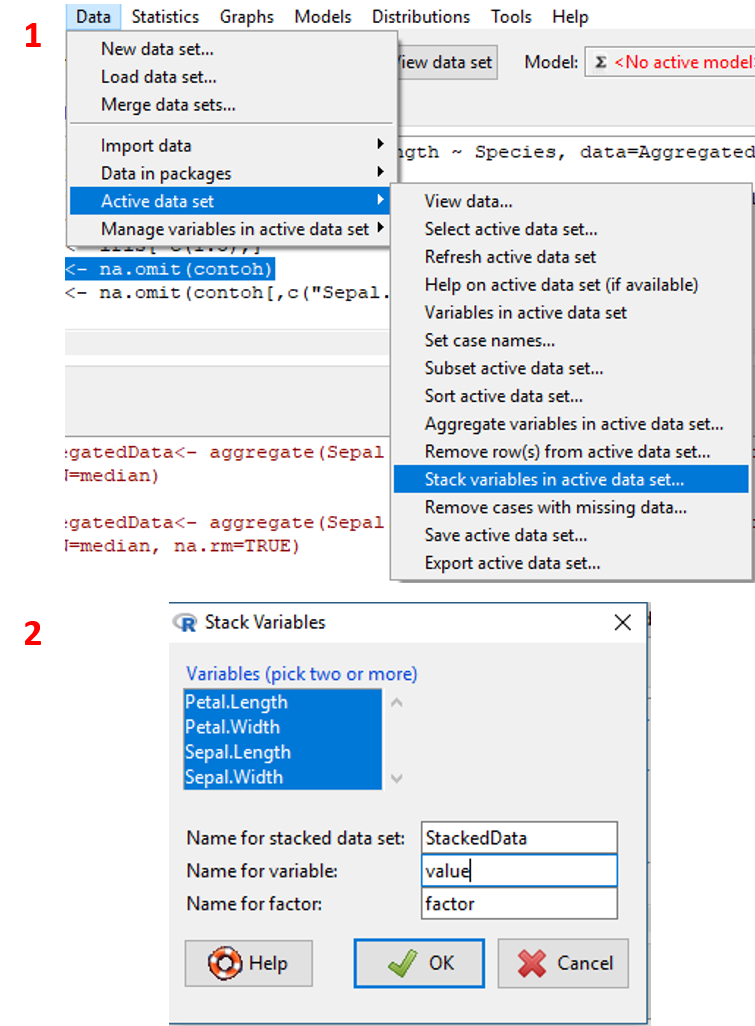 1
Data Statistics Graphs Models Distributions Tools Help
New data set...
Load data set...
Merge data sets...
View data set Model: Σ <No active model>
Import data
Data in packages
Active data set
Manage variables in active data set
ngth ~ Species, data=Aggregated
View data...
Select active data set...
Refresh active data set
Help on active data set (if available)
Variables in active data set
Set case names...
Subset active data set...
Sort active data set...
Aggregate variables in active data set...
Remove row(s) from active data set...
Stack variables in active data set...
Remove cases with missing data...
Save active data set...
Export active data set...
<- na.omit(contoh)
<- na.omit(contoh[,c("Sepal.
egatedData<- aggregate(Sepal
N=median)
egatedData<- aggregate(Sepal
N=median, na.rm=TRUE)
2
R Stack Variables
Variables (pick two or more)
Petal.Length
Petal.Width
Sepal.Length
Sepal.Width
Name for stacked data set: StackedData
Name for variable: value
Name for factor: factor
Help OK Cancel